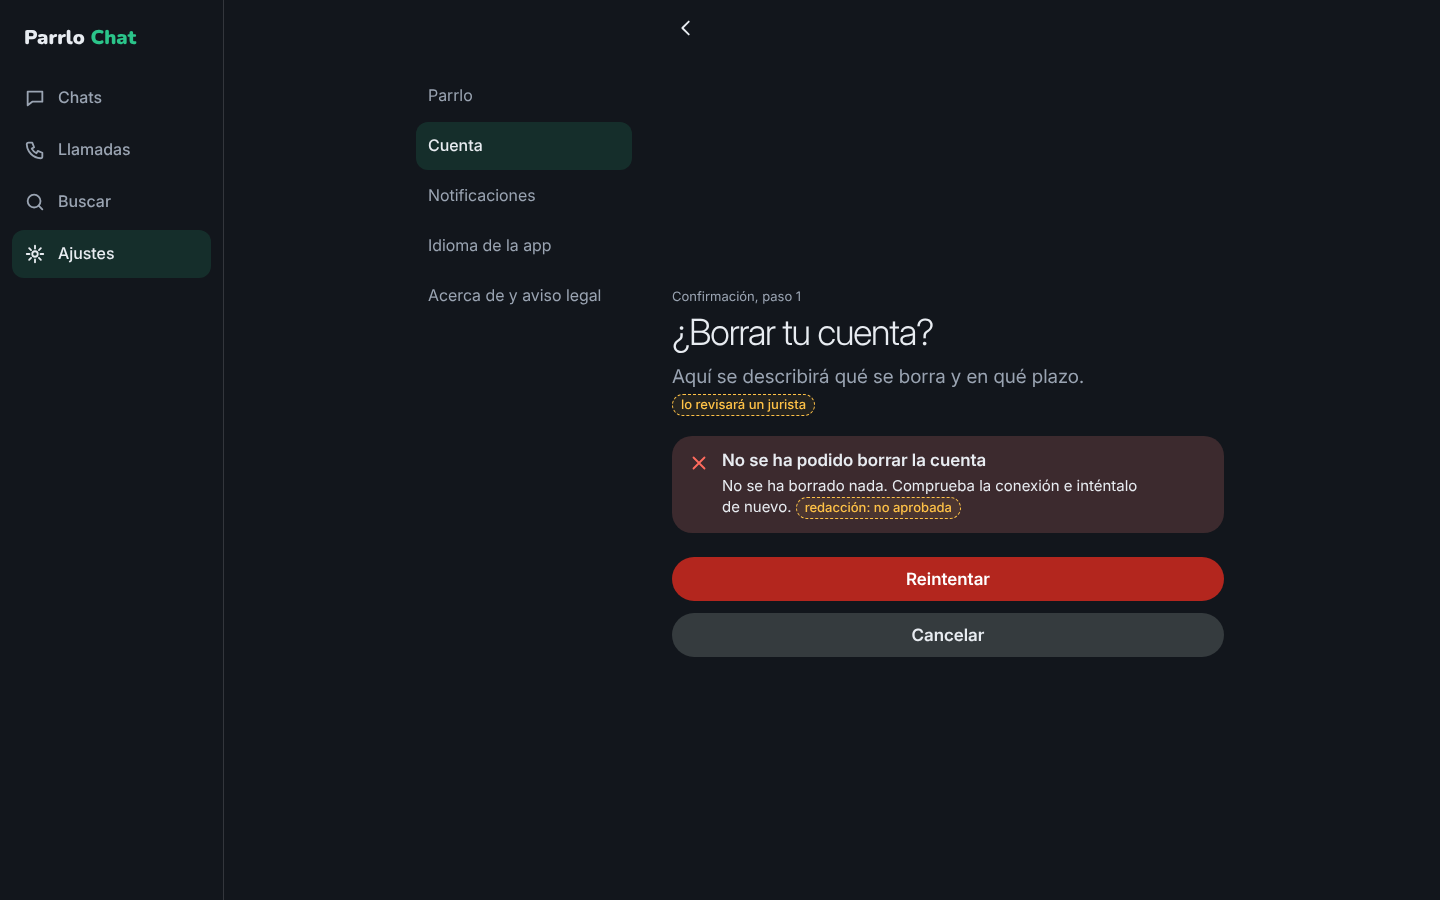 Parrlo Chat
Chats
Llamadas
Buscar
Ajustes
Parrlo
Cuenta
Notificaciones
Idioma de la app
Acerca de y aviso legal
Confirmación, paso 1
¿Borrar tu cuenta?
Aquí se describirá qué se borra y en qué plazo.
lo revisará un jurista
No se ha podido borrar la cuenta
No se ha borrado nada. Comprueba la conexión e inténtalo
de nuevo. redacción: no aprobada
Reintentar
Cancelar